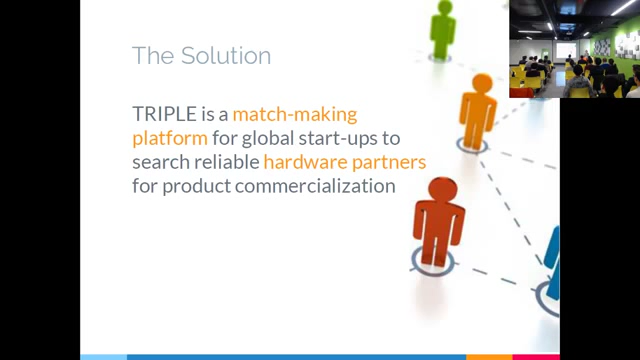 The Solution
TRIPLE is a match-making
platform for global start-ups to
search reliable hardware partners
for product commercialization